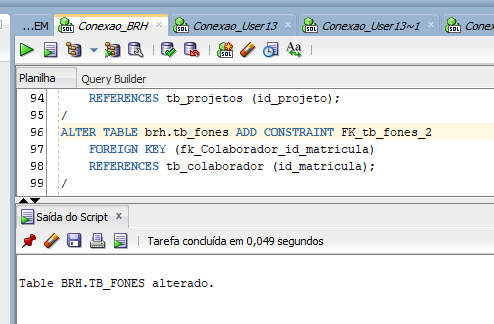 ...EM Conexao_BRH Conexao_User13 Conexao_User13~1 Conexao
Aa
Planilha Query Builder
94 REFERENCES tb_projetos (id_projeto);
95 /
96 ALTER TABLE brh.tb_fones ADD CONSTRAINT FK_tb_fones_2
97 FOREIGN KEY (fk_Colaborador_id_matricula)
98 REFERENCES tb_colaborador (id_matricula);
99 /
Saída do Script x
Tarefa concluída em 0,049 segundos
Table BRH.TB_FONES alterado.